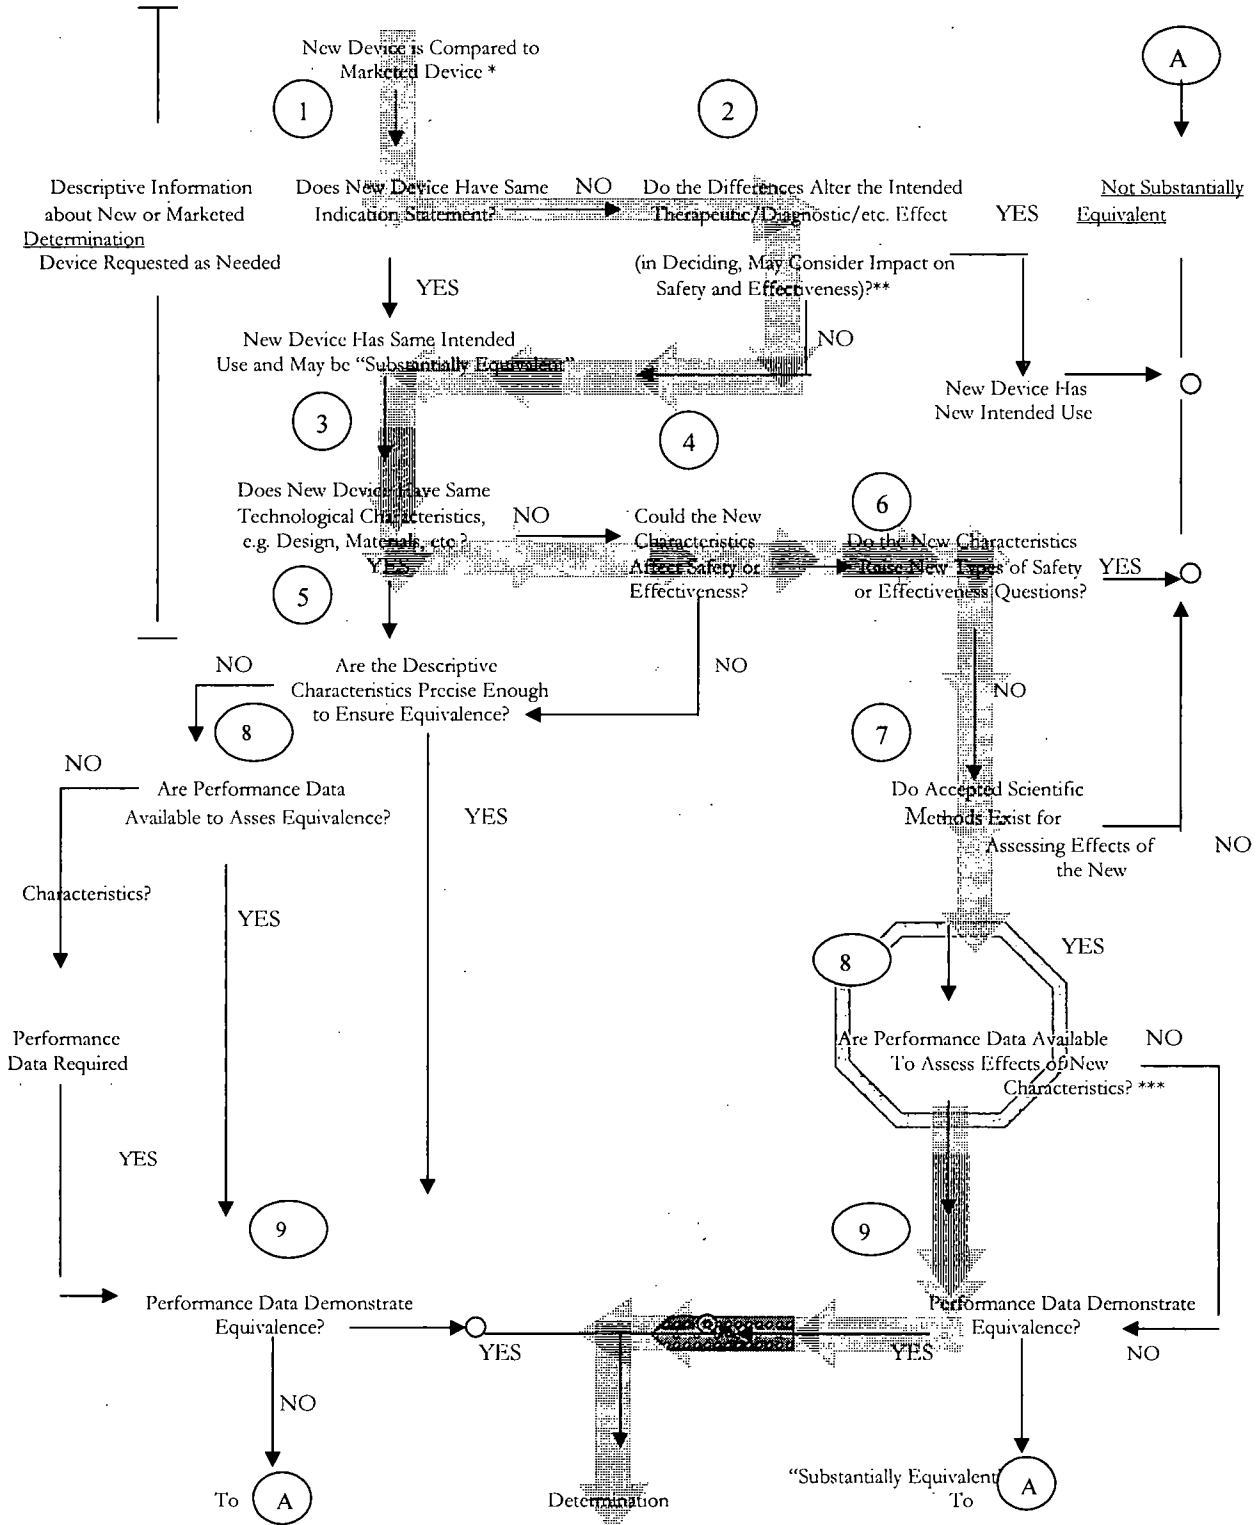 New Device is Compared to
Marketed Device *
A
1
2
Descriptive Information
about New or Marketed
Determination
Device Requested as Needed
Does New Device Have Same
Indication Statement?
NO
Do the Differences Alter the Intended
Therapeutic/Diagnostic/etc. Effect
YES
Not Substantially
Equivalent
(in Deciding, May Consider Impact on
Safety and Effectiveness)?**
YES
NO
New Device Has Same Intended
Use and May be "Substantially Equivalent"
New Device Has
New Intended Use
3
4
Does New Device Have Same
Technological Characteristics,
e.g. Design, Materials, etc.?
YES
NO
Could the New
Characteristics
Affect Safety or
Effectiveness?
6
Do the New Characteristics
Raise New Types of Safety
or Effectiveness Questions?
YES
5
NO
Are the Descriptive
Characteristics Precise Enough
to Ensure Equivalence?
NO
NO
8
7
NO
Are Performance Data
Available to Asses Equivalence?
YES
Do Accepted Scientific
Methods Exist for
Assessing Effects of
the New
NO
Characteristics?
YES
YES
8
Performance
Data Required
Are Performance Data Available
To Assess Effects of New
Characteristics? ***
NO
YES
9
9
Performance Data Demonstrate
Equivalence?
YES
Performance Data Demonstrate
Equivalence?
YES
NO
NO
To
A
Determination
"Substantially Equivalent
To
A